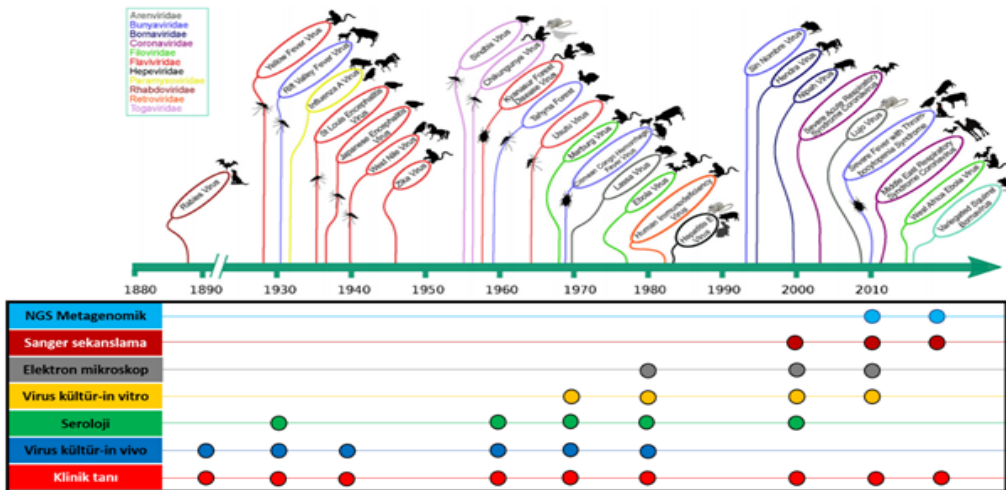 Arenviridae
Bunyaviridae
Bornaviridae
Coronaviridae
Filoviridae
Flaviviridae
Hepeviridae
Paramyxoviridae
Rhabdoviridae
Retroviridae
Togaviridae
Rabies Virus
Yellow Fever Virus
Rift Valley Fever Virus
Influenza A Virus
St Louis Encephalitis
Virus
Japanese Encephalitis
Virus
West Nile Virus
Zika Virus
Sindbis Virus
Chikungunya Virus
Kyanasur Forest
Disease Virus
Tahyna Forest
Usutu Virus
Marburg Virus
Crimean Congo Hemorrhagic
Fever Virus
Lassa Virus
Ebola Virus
Human Immunodeficiency
Virus
Hepatitis E
Virus
Sin Nombre Virus
Hendra Virus
Nipah Virus
Severe Acute Respiratory
Syndrome Coronavirus
Lujo Virus
Severe Fever with Throm-
bocytopenia Syndrome
Middle East Respiratory
Syndrome Coronavirus
West Africa Ebola Virus
Variegated Squirrel
Bornavirus
1880 1890 1930 1940 1950 1960 1970 1980 1990 2000 2010
NGS Metagenomik
Sanger sekanslama
Elektron mikroskop
Virus kültür-in vitro
Seroloji
Virus kültür-in vivo
Klinik tanı